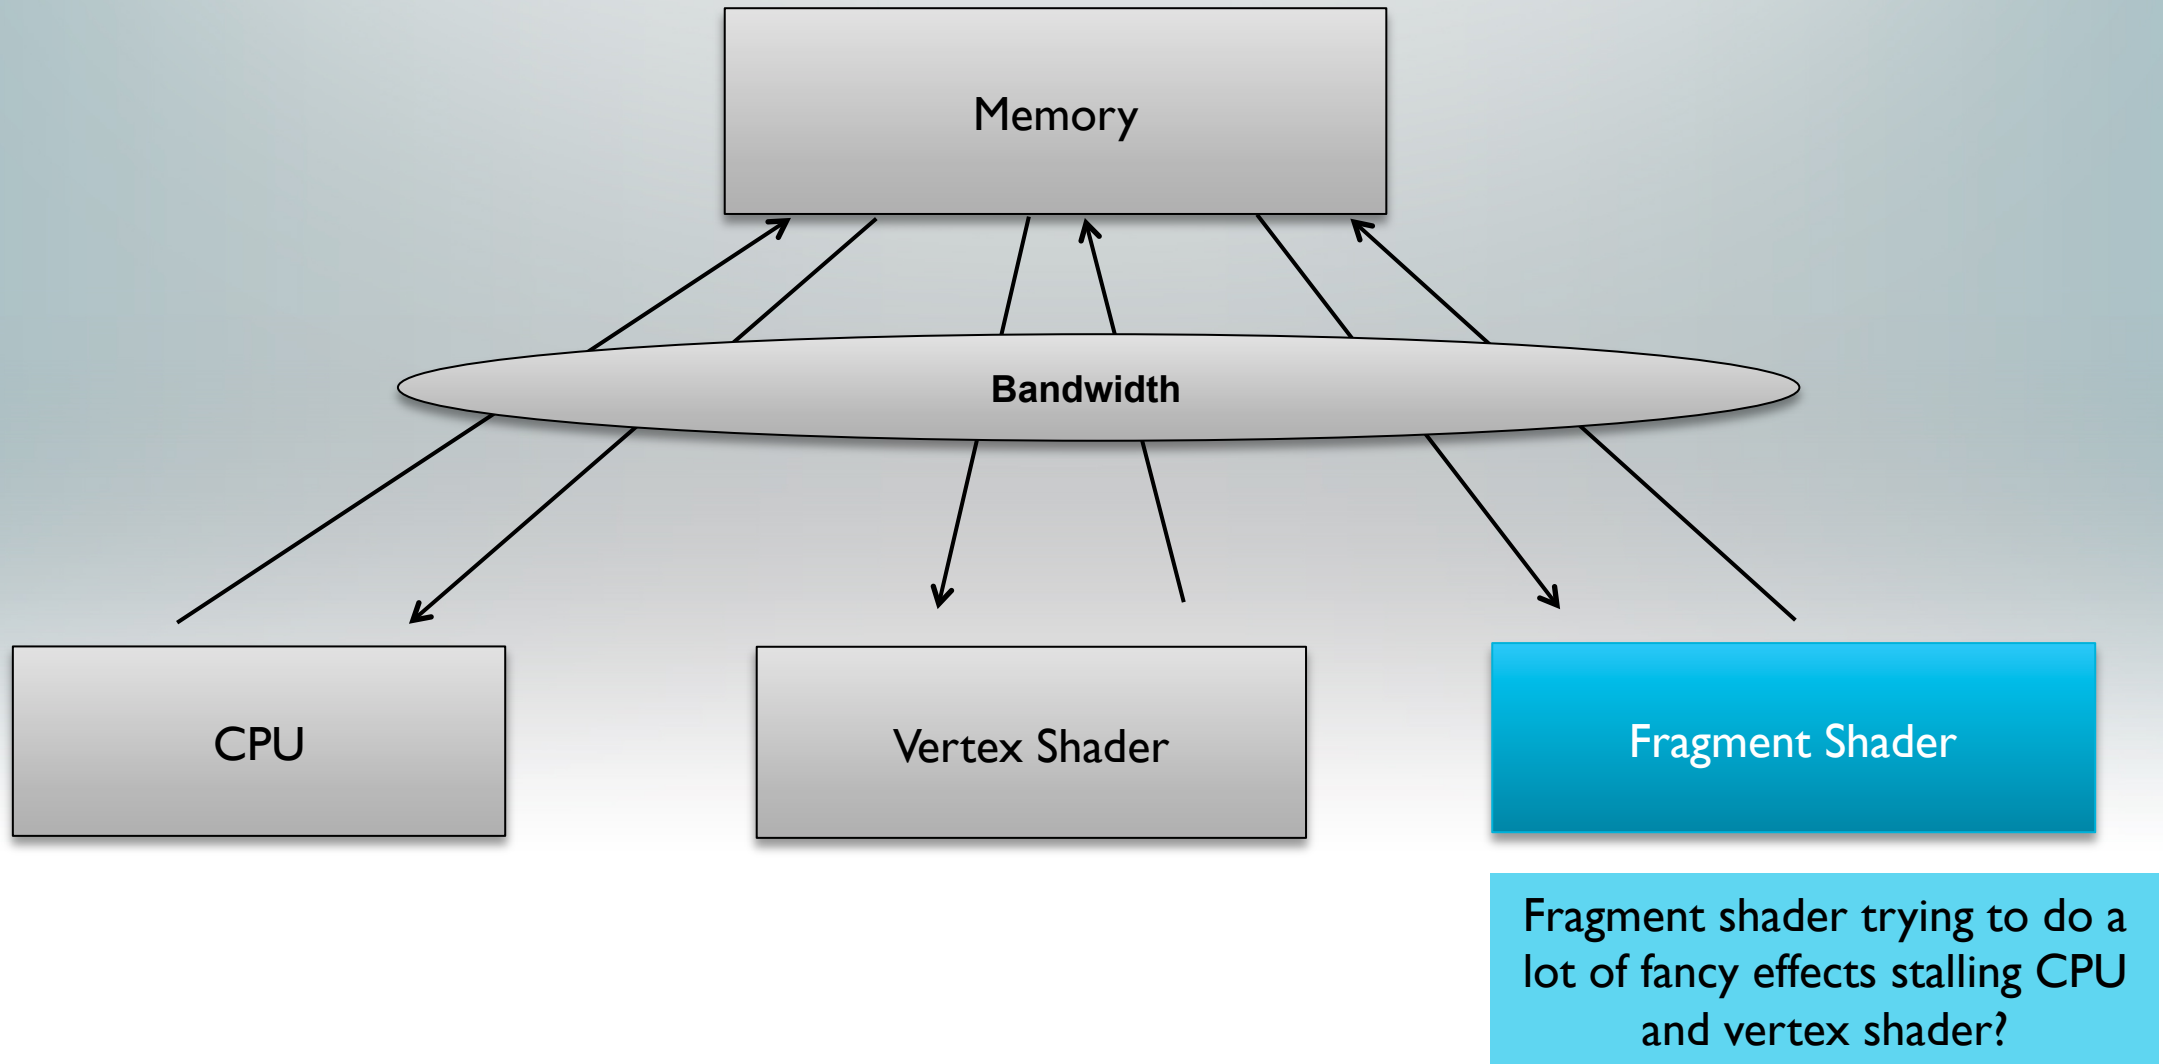 Memory
Bandwidth
CPU
Vertex Shader
Fragment Shader
Fragment shader trying to do a
lot of fancy effects stalling CPU
and vertex shader?